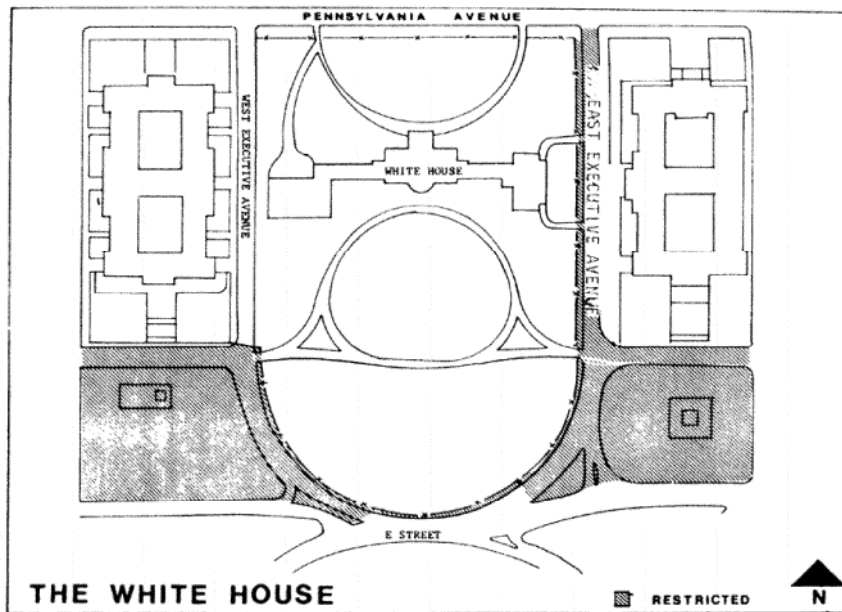 PENNSYLVANIA AVENUE
WEST EXECUTIVE AVENUE
EAST EXECUTIVE AVENUE
WHITE HOUSE
E STREET
THE WHITE HOUSE
RESTRICTED
N